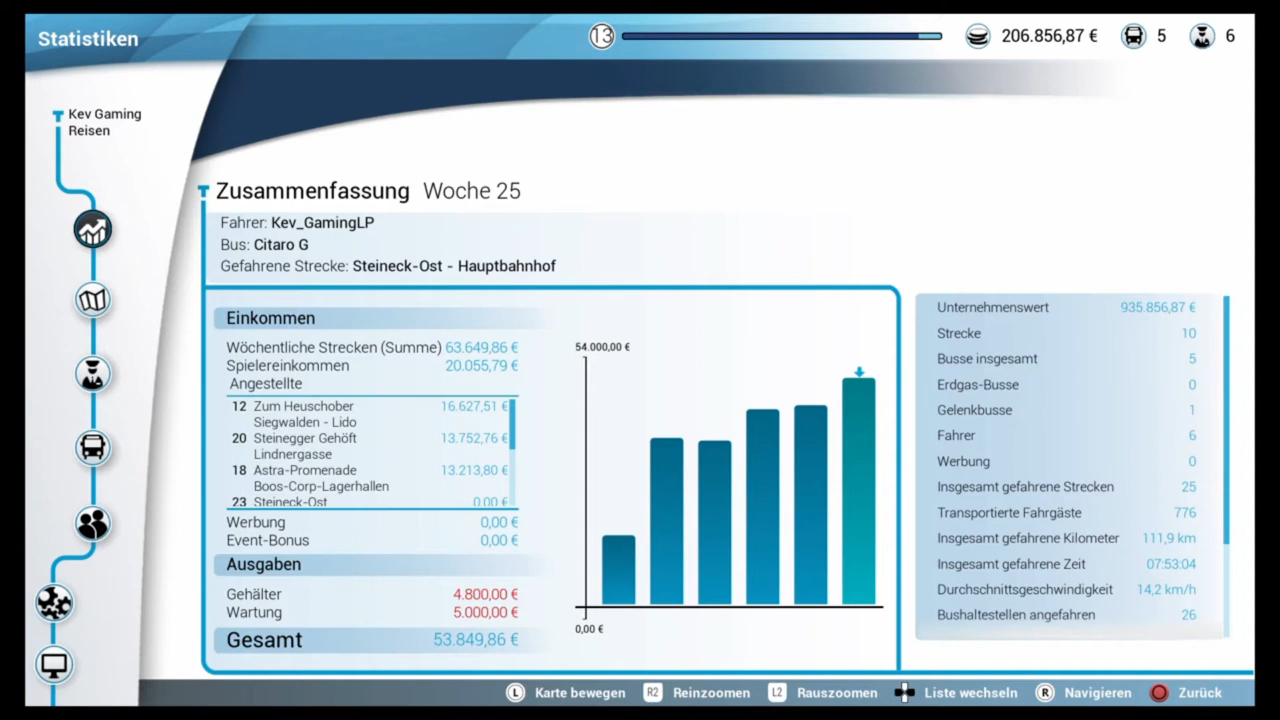 Statistiken
13
206.856,87 €
5
6
Kev Gaming
Reisen
Zusammenfassung Woche 25
Fahrer: Kev_GamingLP
Bus: Citaro G
Gefahrene Strecke: Steineck-Ost - Hauptbahnhof
Einkommen
Wöchentliche Strecken (Summe) 63.649,86 €
Spielereinkommen 20.055,79 €
Angestellte
12 Zum Heuschober 16.627,51 €
Siegwalden - Lido
20 Steinegger Gehöft 13.752,76 €
Lindnergasse
18 Astra-Promenade 13.213,80 €
Boos-Corp-Lagerhallen
23 Steineck-Ost 0,00 €
Werbung 0,00 €
Event-Bonus 0,00 €
Ausgaben
Gehälter 4.800,00 €
Wartung 5.000,00 €
Gesamt 53.849,86 €
54.000,00 €
0,00 €
Unternehmenswert 935.856,87 €
Strecke 10
Busse insgesamt 5
Erdgas-Busse 0
Gelenkbusse 1
Fahrer 6
Werbung 0
Insgesamt gefahrene Strecken 25
Transportierte Fahrgäste 776
Insgesamt gefahrene Kilometer 111,9 km
Insgesamt gefahrene Zeit 07:53:04
Durchschnittsgeschwindigkeit 14,2 km/h
Bushaltestellen angefahren 26
L Karte bewegen R2 Reinzoomen L2 Rauszoomen Liste wechseln R Navigieren Zurück